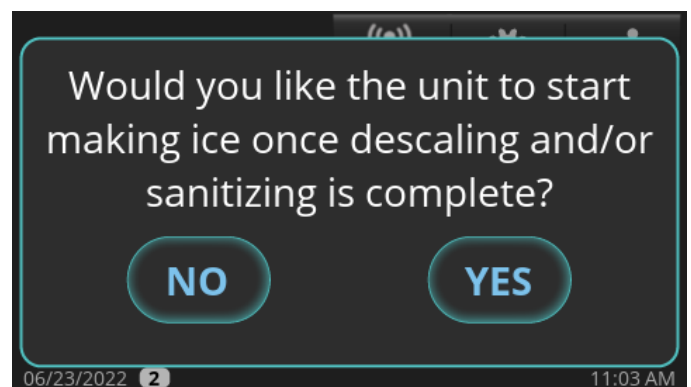 Would you like the unit to start
making ice once descaling and/or
sanitizing is complete?
NO
YES
06/23/2022 2
11:03 AM